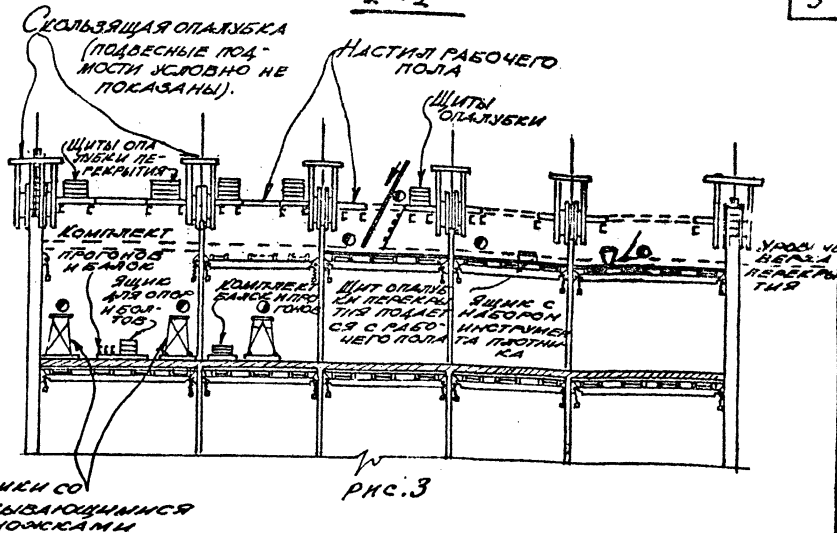 Скользящая опалубка
(подвесные под-
мости условно не
показаны).
Настил рабочего
пола
Щиты
опалубки
Щиты опа
лубки пе-
рекрытия
Комплект
прогонов
и балок
Ящик
для опор
и бол-
тов
Комплект
балок и про
гонов
Щит опалуб
ки перекры
тия подает
ся с рабо-
чего пола
Ящик с
набором
инструмен
та плотни
ка
верха
перекры
тия
рис.3
со
ножками